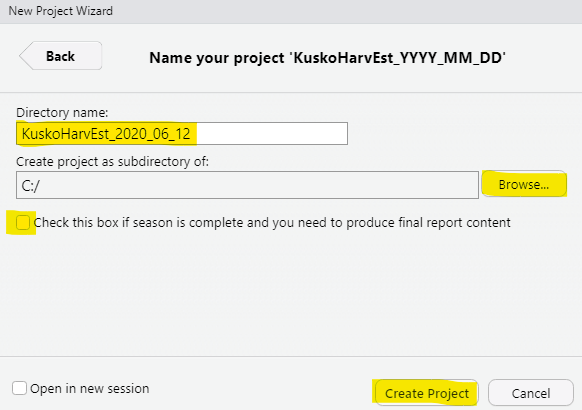 New Project Wizard
Back
Name your project 'KuskoHarvEst_YYYY_MM_DD'
Directory name:
KuskoHarvEst_2020_06_12
Create project as subdirectory of:
C:/
Browse...
Check this box if season is complete and you need to produce final report content
Open in new session
Create Project
Cancel